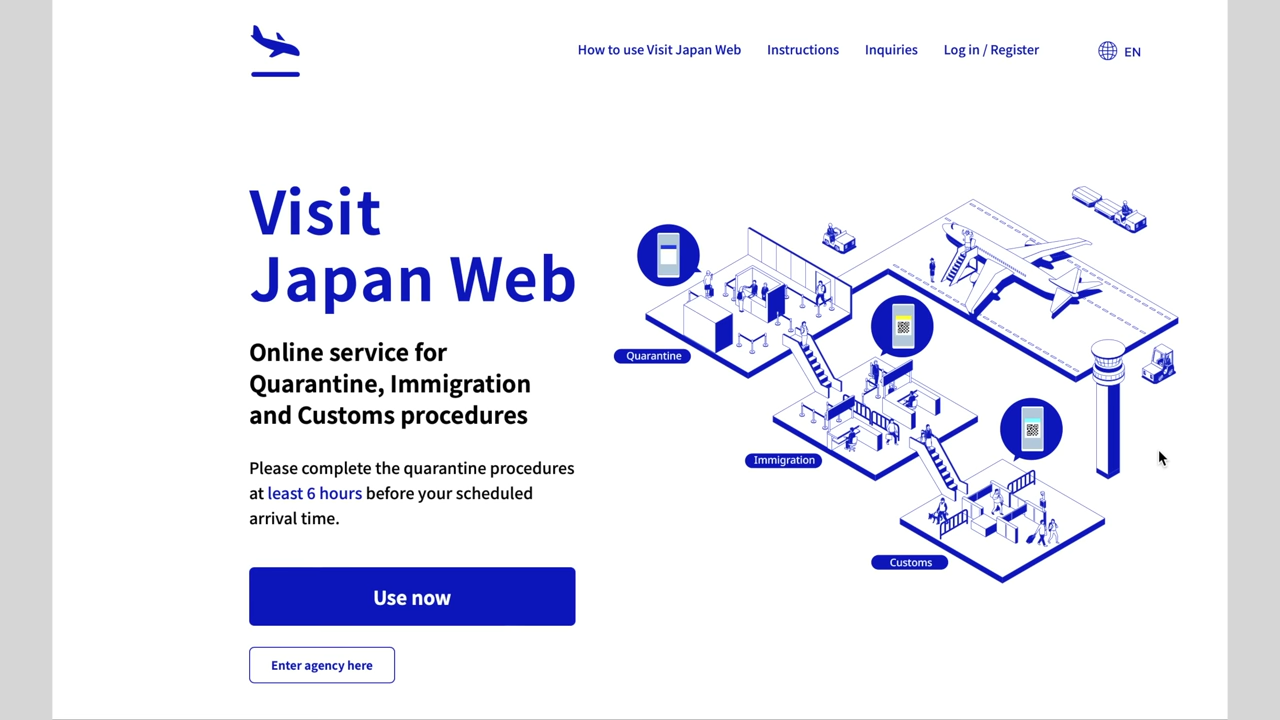 How to use Visit Japan Web
Instructions
Inquiries
Log in / Register
EN
Visit
Japan Web
Online service for
Quarantine, Immigration
and Customs procedures
Please complete the quarantine procedures
at least 6 hours before your scheduled
arrival time.
Use now
Enter agency here
Quarantine
Immigration
Customs